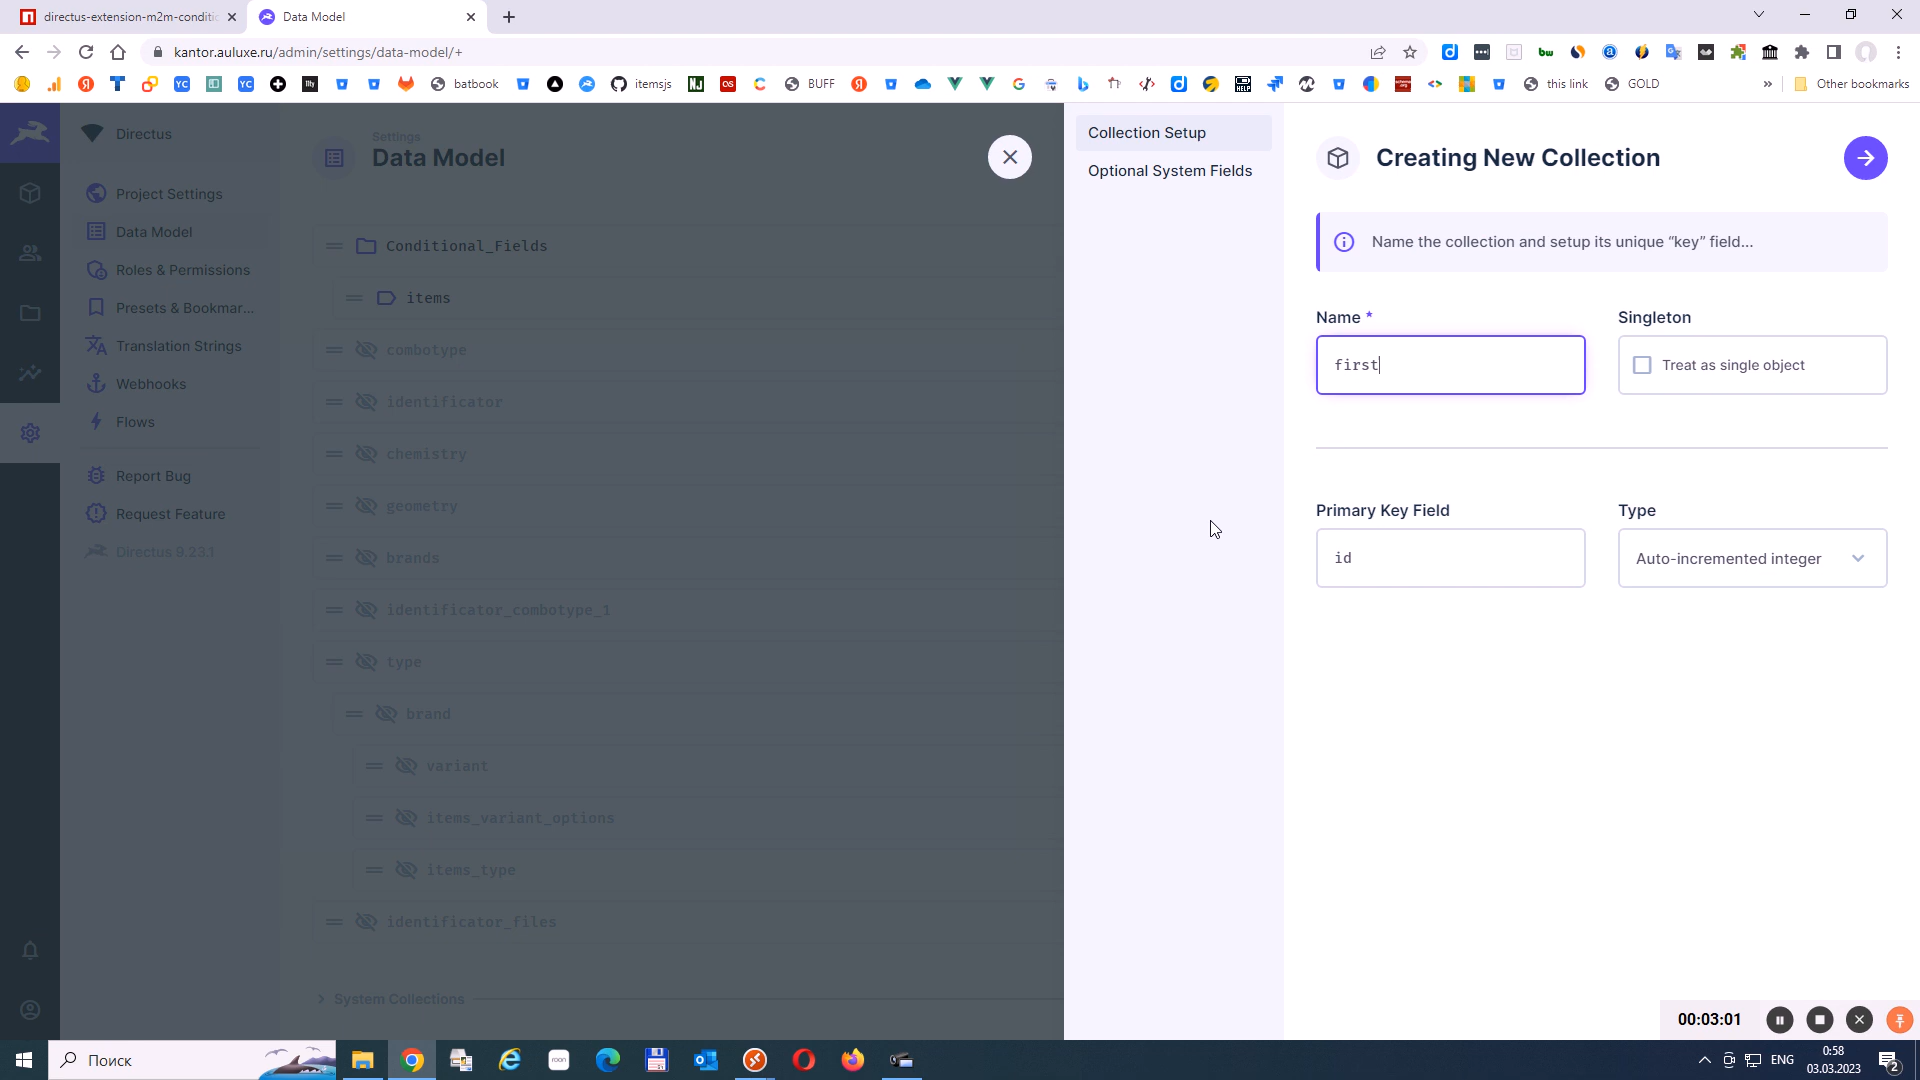 directus-extension-m2m-conditio
Data Model
kantor.auluxe.ru/admin/settings/data-model/+
batbook
itemsjs
BUFF
this link
GOLD
Other bookmarks
Directus
Project Settings
Data Model
Roles & Permissions
Presets & Bookmar...
Translation Strings
Webhooks
Flows
Report Bug
Request Feature
Directus 9.23.1
Settings
Data Model
Conditional_Fields
items
combotype
identificator
chemistry
geometry
brands
identificator_combotype_1
type
brand
variant
items_variant_options
items_type
identificator_files
System Collections
Collection Setup
Optional System Fields
Creating New Collection
Name the collection and setup its unique “key” field...
Name *
first
Singleton
Treat as single object
Primary Key Field
id
Type
Auto-incremented integer
00:03:01
Поиск
ENG
0:58
03.03.2023
2